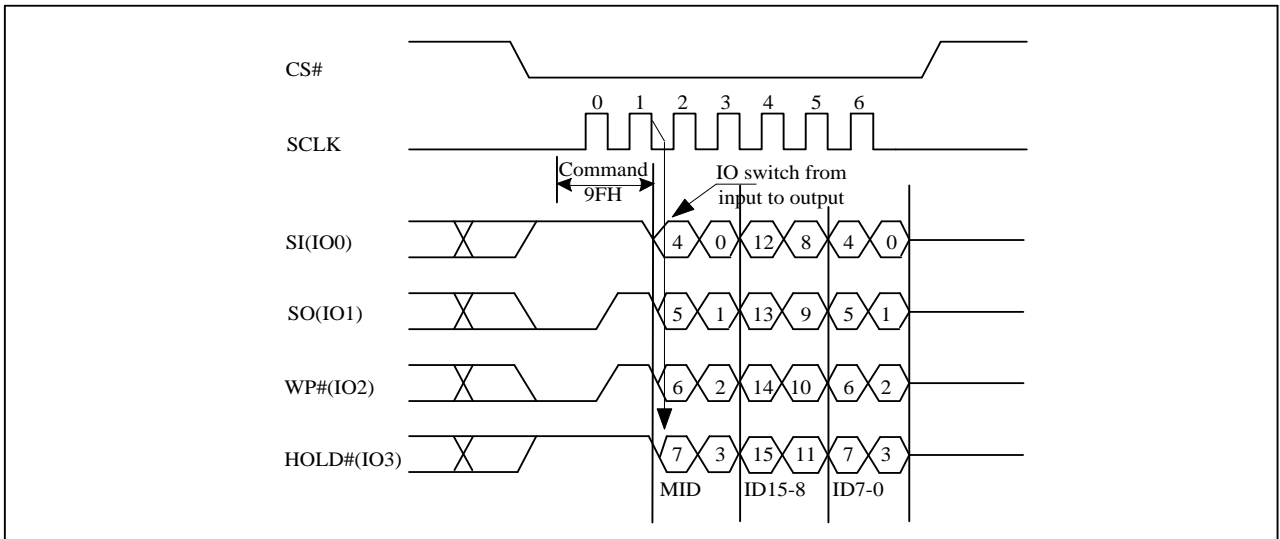 CS#
0 1 2 3 4 5 6
SCLK
Command
9FH
IO switch from
input to output
SI(IO0) 4 0 12 8 4 0
SO(IO1) 5 1 13 9 5 1
WP#(IO2) 6 2 14 10 6 2
HOLD#(IO3) 7 3 15 11 7 3
MID ID15-8 ID7-0